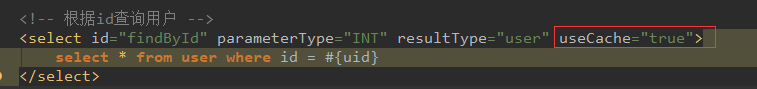 <!-- 根据id查询用户 -->
<select id="findById" parameterType="INT" resultType="user" useCache="true">
select * from user where id = #{uid}
</select>